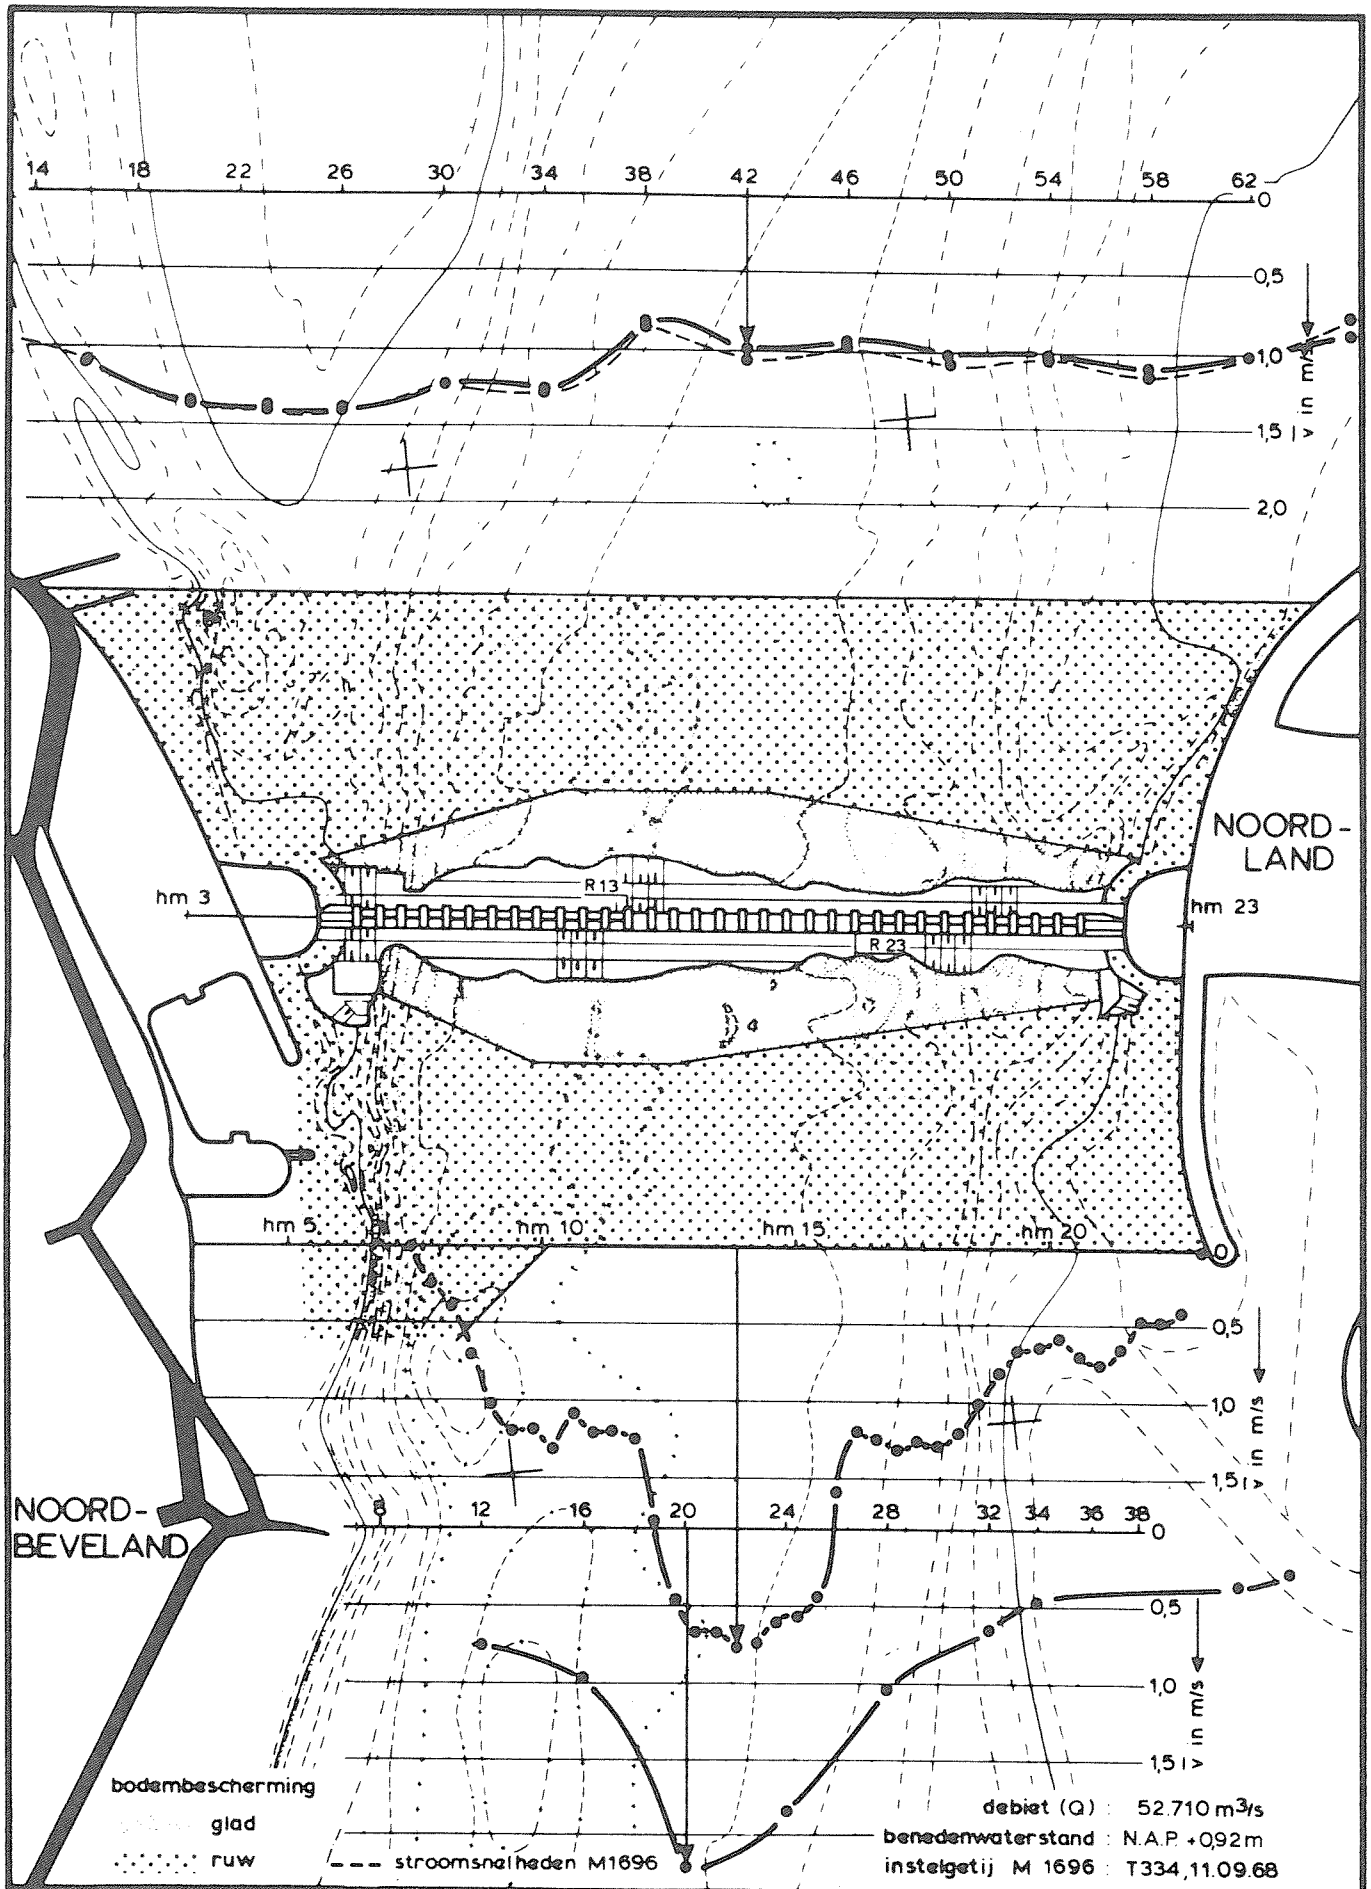 14 18 22 26 30 34 38 42 46 50 54 58 62
0
0,5
1,0
1,5
2,0
v in m/s
NOORD-
LAND
hm 3
R 13
hm 23
R 23
4
hm 5 hm 10 hm 15 hm 20
0
0,5
1,0
1,5
v in m/s
NOORD-
BEVELAND
8 12 16 20 24 28 32 34 36 38
0
0,5
1,0
1,5
v in m/s
bodembescherming
glad
ruw
stroomsnelheden M1696
debiet (Q) : 52.710 m³/s
benedenwaterstand : N.A.P. +0,92m
instelgetij M 1696 : T334,11.09.68